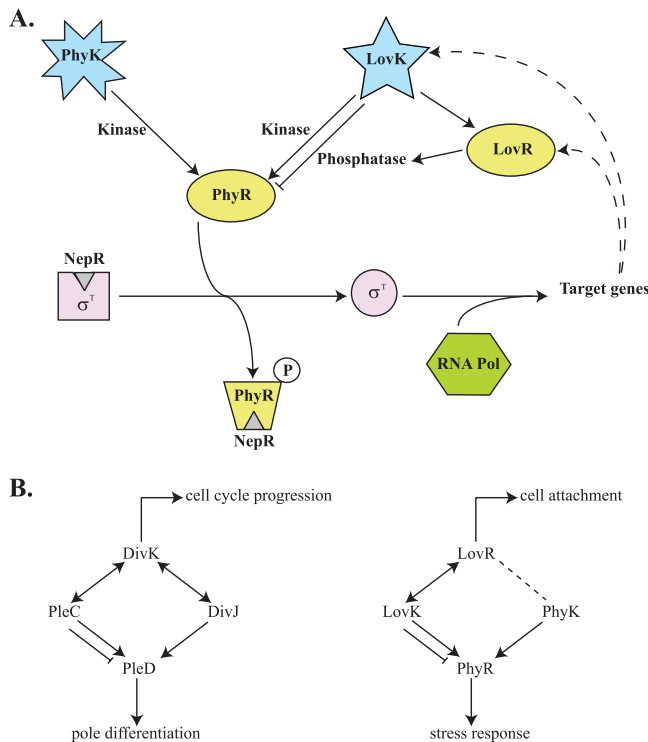 A.
PhyK
LovK
Kinase
Kinase
LovR
Phosphatase
PhyR
NepR
σᵀ
σᵀ
Target genes
RNA Pol
P
PhyR
NepR
B.
cell cycle progression
cell attachment
DivK
LovR
PleC
DivJ
LovK
PhyK
PleD
PhyR
pole differentiation
stress response